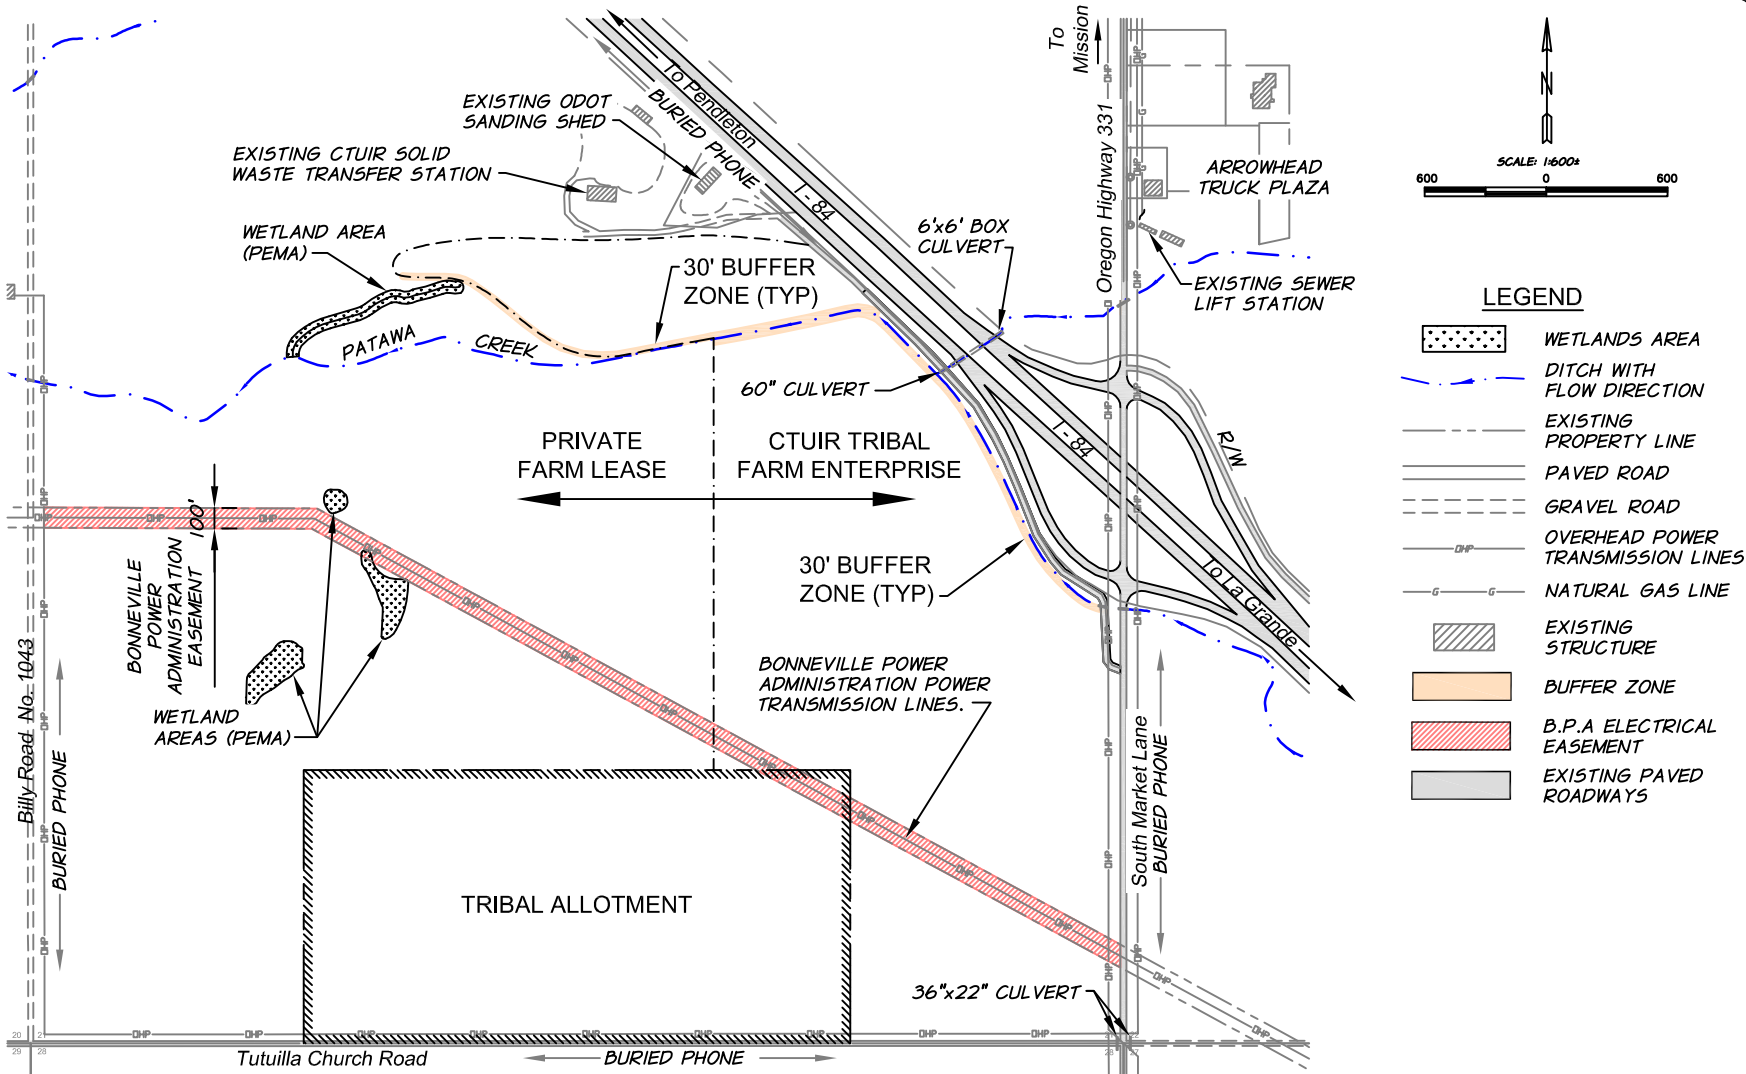 To
Mission
To Pendleton
BURIED PHONE
I - 84
EXISTING ODOT
SANDING SHED
EXISTING CTUIR SOLID
WASTE TRANSFER STATION
WETLAND AREA
(PEMA)
30' BUFFER
ZONE (TYP)
6'x6' BOX
CULVERT
Oregon Highway 331
ARROWHEAD
TRUCK PLAZA
EXISTING SEWER
LIFT STATION
PATAWA
CREEK
60" CULVERT
PRIVATE
FARM LEASE
CTUIR TRIBAL
FARM ENTERPRISE
I - 84
R/W
100'
BONNEVILLE
POWER
ADMINISTRATION
EASEMENT
30' BUFFER
ZONE (TYP)
To La Grande
WETLAND
AREAS (PEMA)
BONNEVILLE POWER
ADMINISTRATION POWER
TRANSMISSION LINES.
Billy Road No. 1043
BURIED PHONE
South Market Lane
BURIED PHONE
TRIBAL ALLOTMENT
36"x22" CULVERT
Tutuilla Church Road
BURIED PHONE
20
29 28
N
SCALE: 1:600±
600 0 600
LEGEND
WETLANDS AREA
DITCH WITH
FLOW DIRECTION
EXISTING
PROPERTY LINE
PAVED ROAD
GRAVEL ROAD
OHP
OVERHEAD POWER
TRANSMISSION LINES
G G
NATURAL GAS LINE
EXISTING
STRUCTURE
BUFFER ZONE
B.P.A ELECTRICAL
EASEMENT
EXISTING PAVED
ROADWAYS